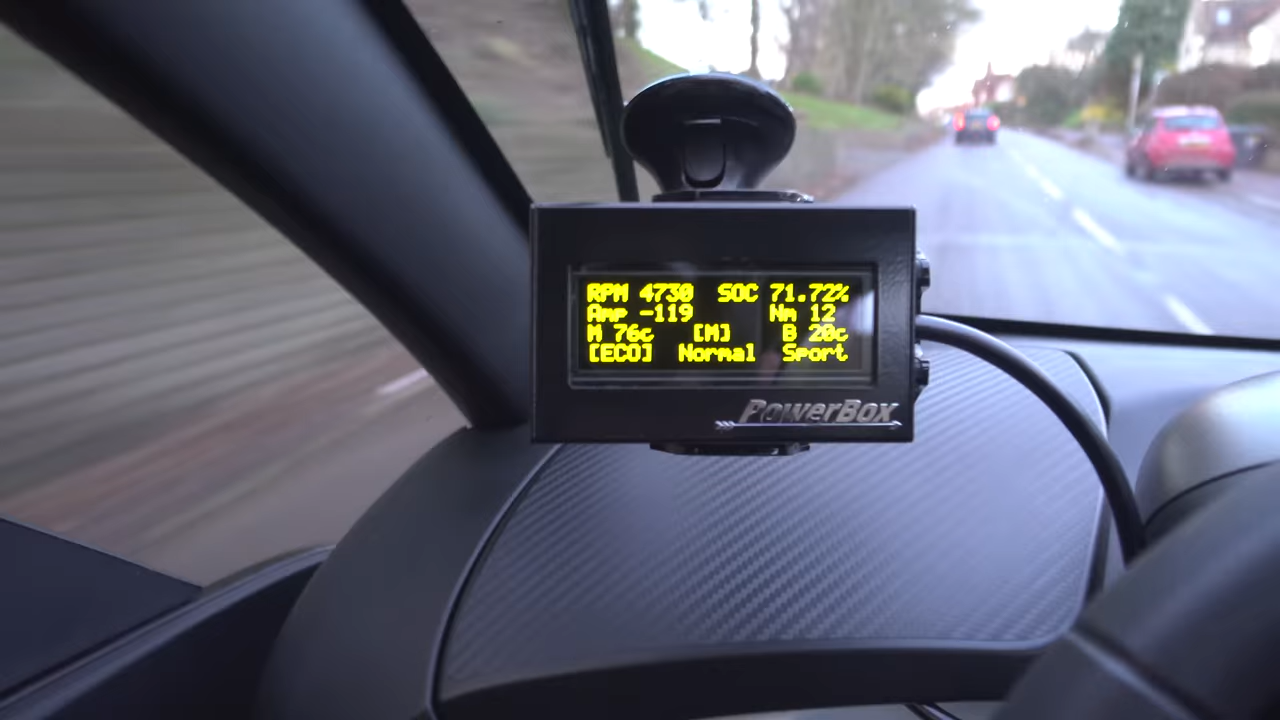 RPM 4730 SOC 71.72%
Amp -119 Nm 12
M 76c [M] B 20c
[ECO] Normal Sport
PowerBox